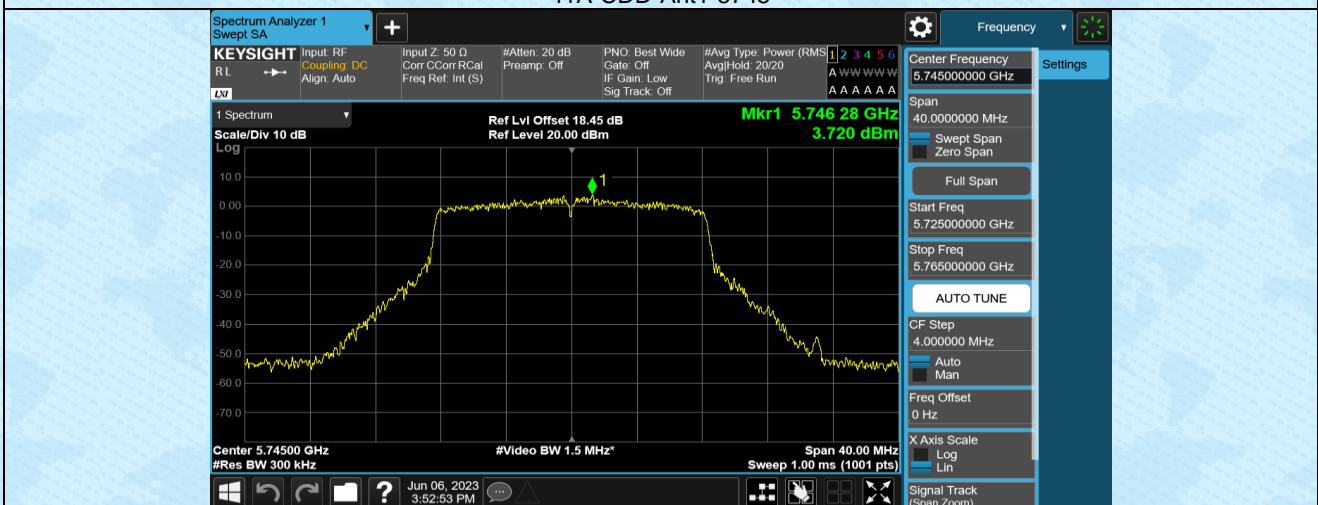 Spectrum Analyzer 1
Swept SA
Frequency
KEYSIGHT
R L
LXI
Input: RF
Coupling: DC
Align: Auto
Input Z: 50 Ω
Corr CCorr RCal
Freq Ref: Int (S)
#Atten: 20 dB
Preamp: Off
PNO: Best Wide
Gate: Off
IF Gain: Low
Sig Track: Off
#Avg Type: Power (RMS
Avg|Hold: 20/20
Trig: Free Run
1 2 3 4 5 6
A W W W W W
A A A A A A
Center Frequency
5.745000000 GHz
Settings
1 Spectrum
Scale/Div 10 dB
Ref Lvl Offset 18.45 dB
Ref Level 20.00 dBm
Mkr1 5.746 28 GHz
3.720 dBm
Log
10.0
0.00
-10.0
-20.0
-30.0
-40.0
-50.0
-60.0
-70.0
1
Center 5.74500 GHz
#Res BW 300 kHz
#Video BW 1.5 MHz*
Span 40.00 MHz
Sweep 1.00 ms (1001 pts)
Span
40.0000000 MHz
Swept Span
Zero Span
Full Span
Start Freq
5.725000000 GHz
Stop Freq
5.765000000 GHz
AUTO TUNE
CF Step
4.000000 MHz
Auto
Man
Freq Offset
0 Hz
X Axis Scale
Log
Lin
Signal Track
(Span Zoom)
?
Jun 06, 2023
3:52:53 PM